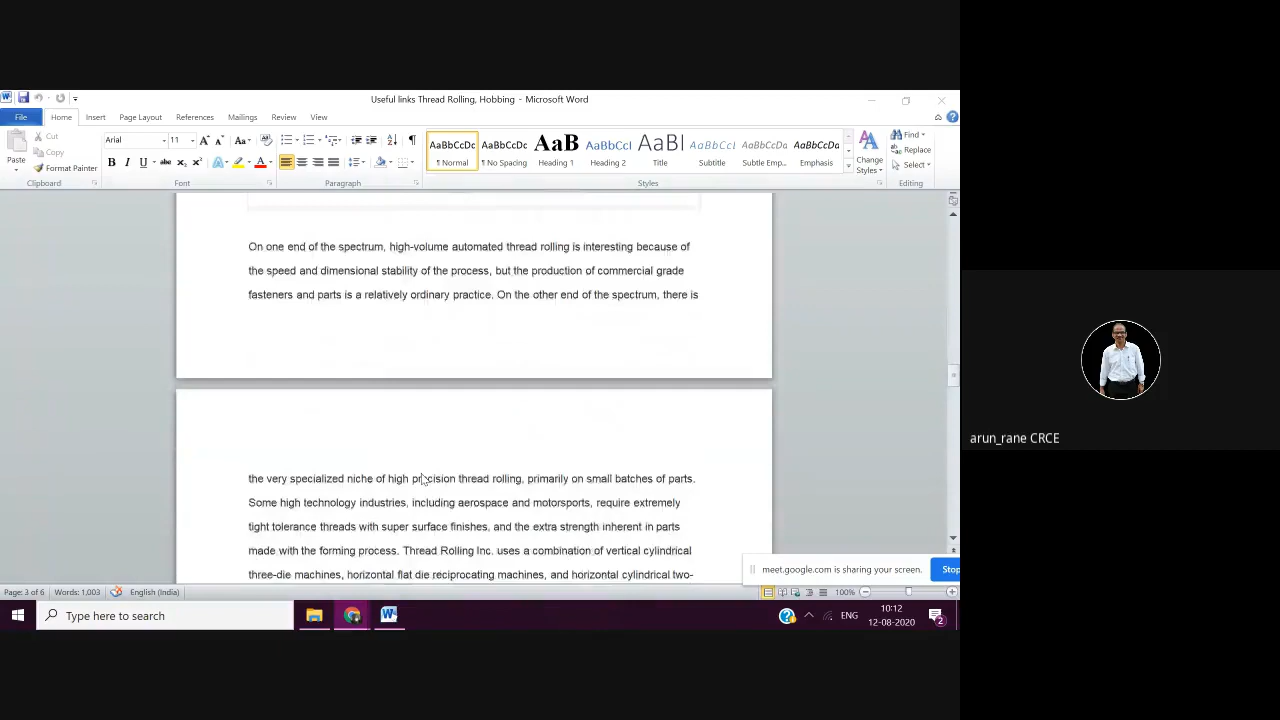 Useful links Thread Rolling, Hobbing - Microsoft Word
File Home Insert Page Layout References Mailings Review View
Paste
Cut
Copy
Format Painter
Clipboard
Arial 11
Font
Paragraph
AaBbCcDc AaBbCcDc AaB AaBbCcI AaBl AaBbCcI AaBbCcDc AaBbCcDc
¶ Normal ¶ No Spacing Heading 1 Heading 2 Title Subtitle Subtle Emp... Emphasis
Change Styles
Styles
Find
Replace
Select
Editing
On one end of the spectrum, high-volume automated thread rolling is interesting because of
the speed and dimensional stability of the process, but the production of commercial grade
fasteners and parts is a relatively ordinary practice. On the other end of the spectrum, there is
the very specialized niche of high precision thread rolling, primarily on small batches of parts.
Some high technology industries, including aerospace and motorsports, require extremely
tight tolerance threads with super surface finishes, and the extra strength inherent in parts
made with the forming process. Thread Rolling Inc. uses a combination of vertical cylindrical
three-die machines, horizontal flat die reciprocating machines, and horizontal cylindrical two-
meet.google.com is sharing your screen. Stop
Page: 3 of 6 Words: 1,003 English (India) 100%
Type here to search
ENG
10:12
12-08-2020
2
arun_rane CRCE